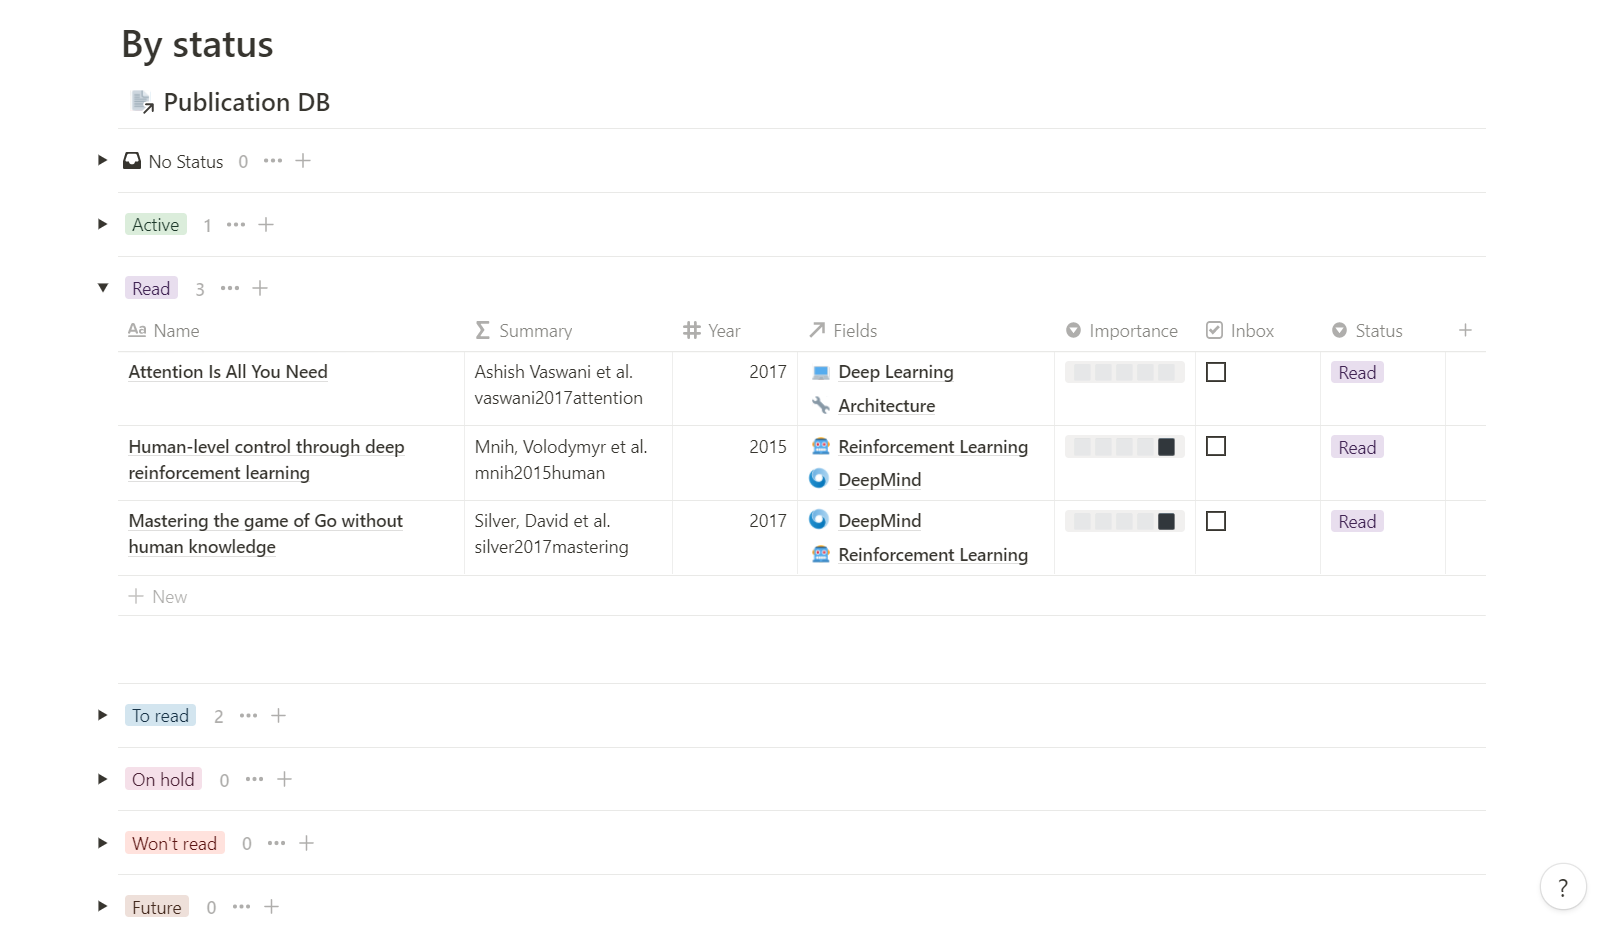 By status
Publication DB
No Status 0
Active 1
Read 3
Aa Name Summary Year Fields Importance Inbox Status
Attention Is All You Need Ashish Vaswani et al. 2017 Deep Learning Read
vaswani2017attention Architecture
Human-level control through deep Mnih, Volodymyr et al. 2015 Reinforcement Learning Read
reinforcement learning mnih2015human DeepMind
Mastering the game of Go without Silver, David et al. 2017 DeepMind Read
human knowledge silver2017mastering Reinforcement Learning
+ New
To read 2
On hold 0
Won't read 0
Future 0
?